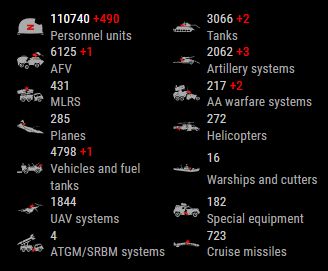 110740 +490
Personnel units
3066 +2
Tanks
6125 +1
AFV
2062 +3
Artillery systems
431
MLRS
217 +2
AA warfare systems
285
Planes
272
Helicopters
4798 +1
Vehicles and fuel
tanks
16
Warships and cutters
1844
UAV systems
182
Special equipment
4
ATGM/SRBM systems
723
Cruise missiles